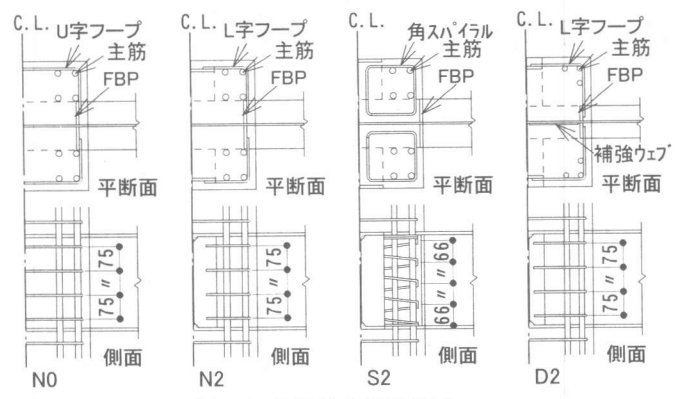 C.L.
U字フープ
主筋
FBP
平断面
75 〃 75
側面
N0
C.L.
L字フープ
主筋
FBP
平断面
75 〃 75
側面
N2
C.L.
角スパイラル
主筋
FBP
平断面
66 〃 66
側面
S2
C.L.
L字フープ
主筋
FBP
補強ウェブ
平断面
75 〃 75
側面
D2